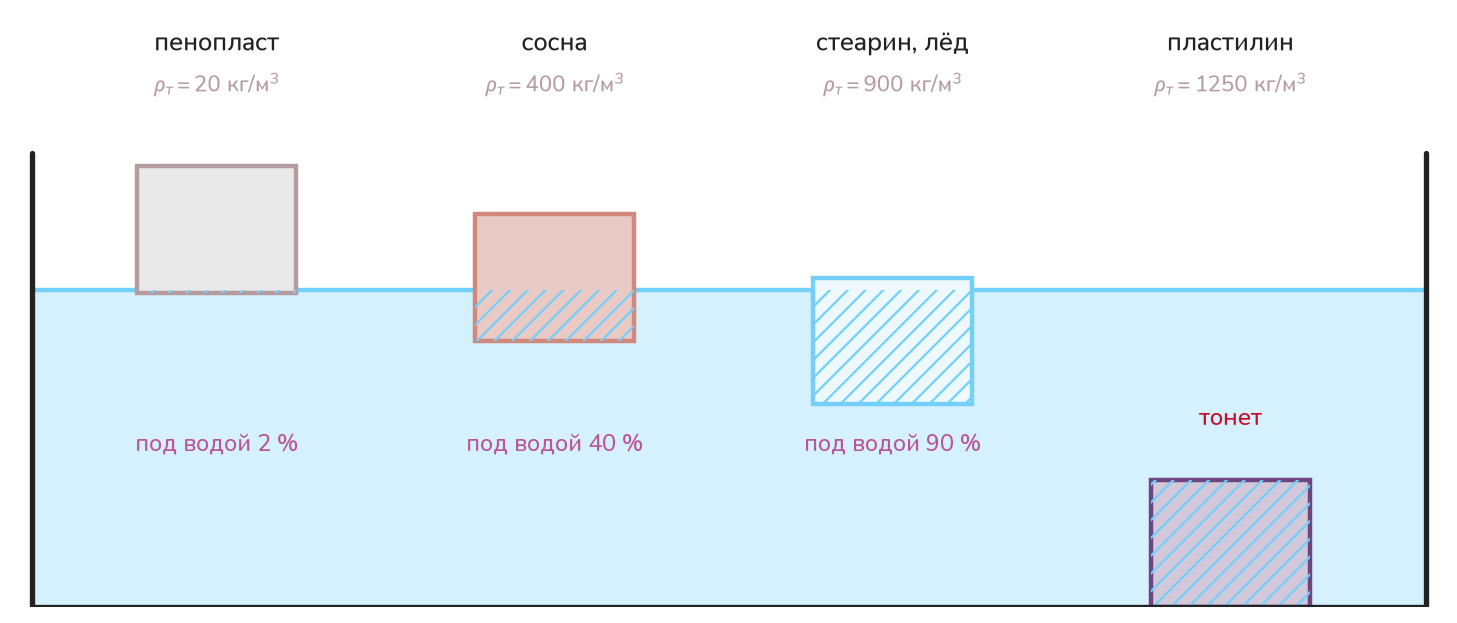 пенопласт
ρт = 20 кг/м³
сосна
ρт = 400 кг/м³
стеарин, лёд
ρт = 900 кг/м³
пластилин
ρт = 1250 кг/м³
под водой 2 %
под водой 40 %
под водой 90 %
тонет